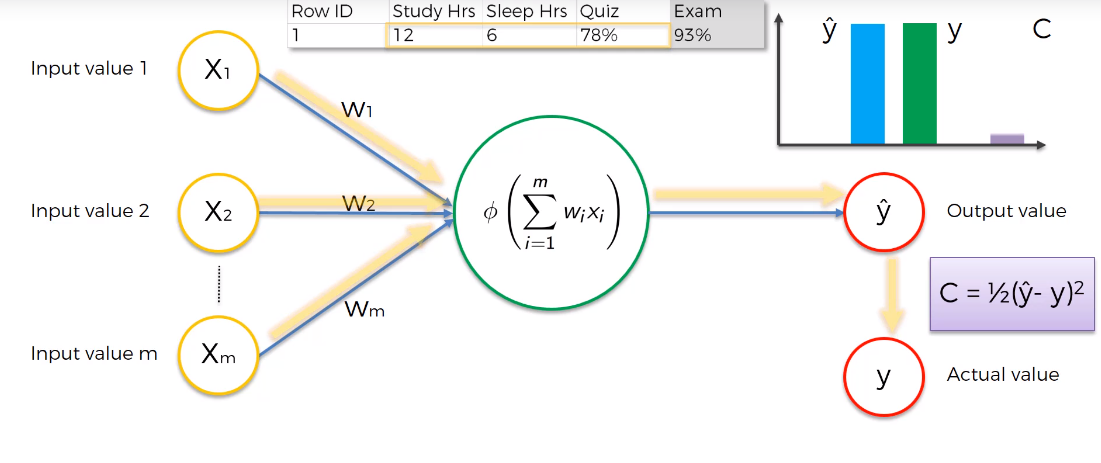 Row ID Study Hrs Sleep Hrs Quiz Exam
1 12 6 78% 93%
ŷ y C
Input value 1
X1
W1
Input value 2
X2
W2
ϕ ( m ∑ i=1 wixi )
ŷ
Output value
C = ½(ŷ- y)²
Wm
Input value m
Xm
y
Actual value